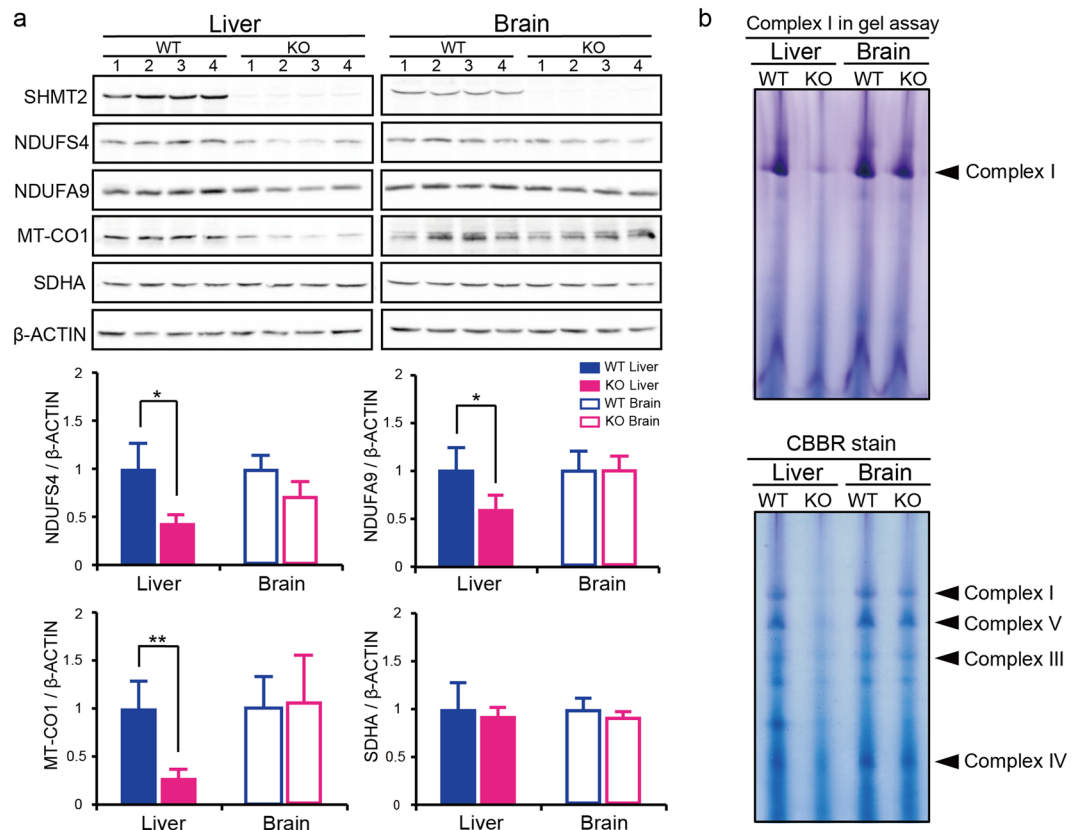 a
Liver
Brain
WT KO WT KO
1 2 3 4 1 2 3 4 1 2 3 4 1 2 3 4
SHMT2
NDUFS4
NDUFA9
MT-CO1
SDHA
β-ACTIN
NDUFS4 / β-ACTIN
2
1.5
1
0.5
0
*
Liver Brain
NDUFA9 / β-ACTIN
2
1.5
1
0.5
0
*
WT Liver
KO Liver
WT Brain
KO Brain
Liver Brain
MT-CO1 / β-ACTIN
2
1.5
1
0.5
0
**
Liver Brain
SDHA / β-ACTIN
2
1.5
1
0.5
0
Liver Brain
b
Complex I in gel assay
Liver Brain
WT KO WT KO
Complex I
CBBR stain
Liver Brain
WT KO WT KO
Complex I
Complex V
Complex III
Complex IV